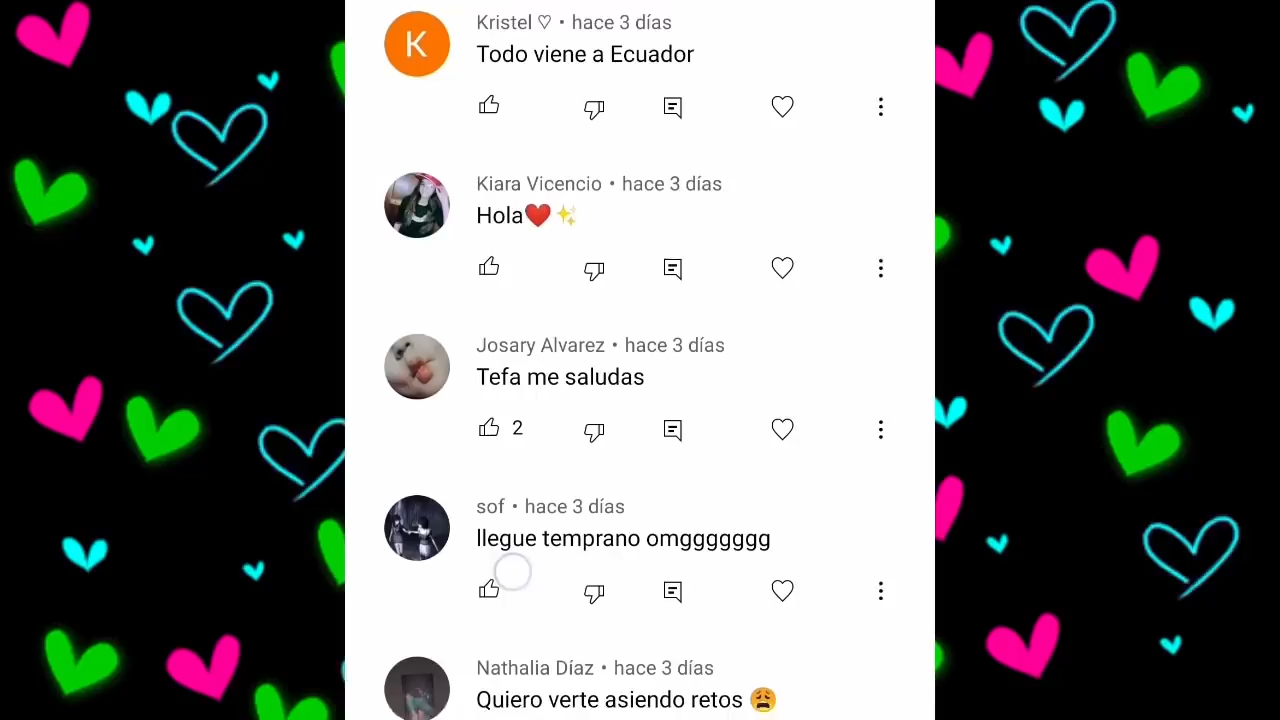 K
Kristel ♡ • hace 3 días
Todo viene a Ecuador
Kiara Vicencio • hace 3 días
Hola❤️✨
Josary Alvarez • hace 3 días
Tefa me saludas
2
sof • hace 3 días
llegue temprano omggggggg
Nathalia Díaz • hace 3 días
Quiero verte asiendo retos 😩